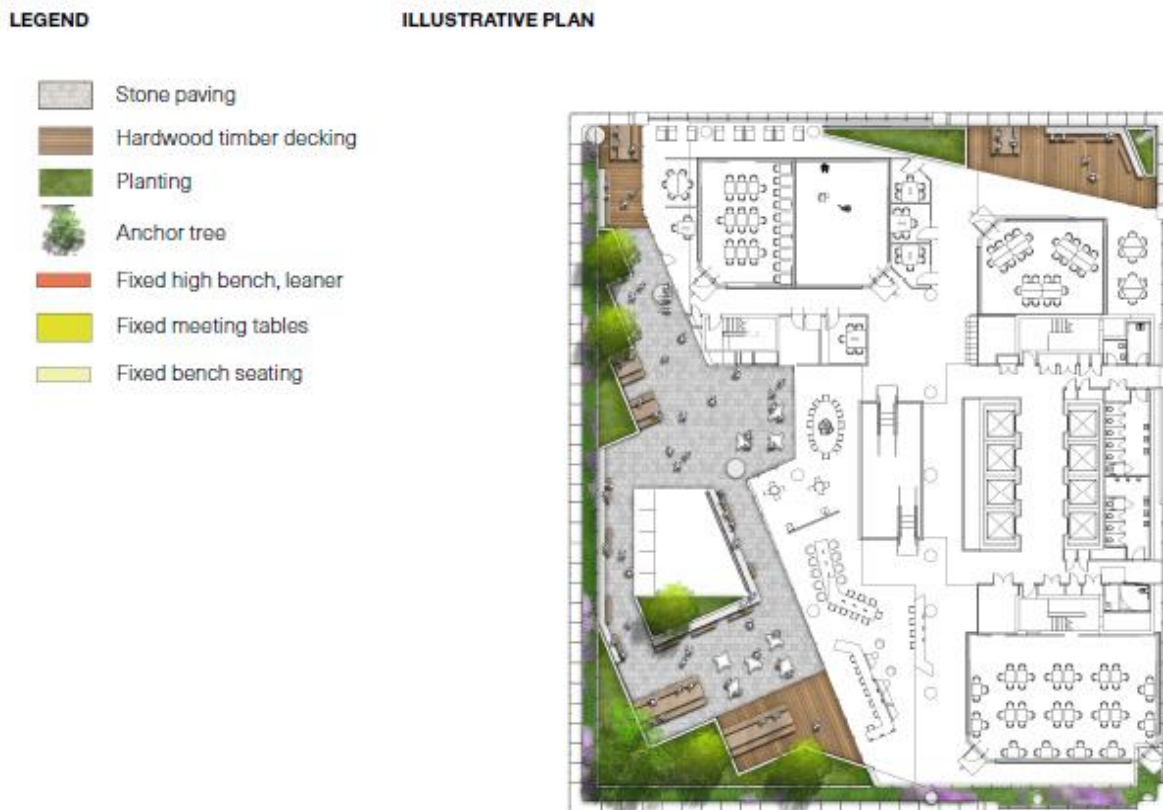 LEGEND
ILLUSTRATIVE PLAN
Stone paving
Hardwood timber decking
Planting
Anchor tree
Fixed high bench, leaner
Fixed meeting tables
Fixed bench seating